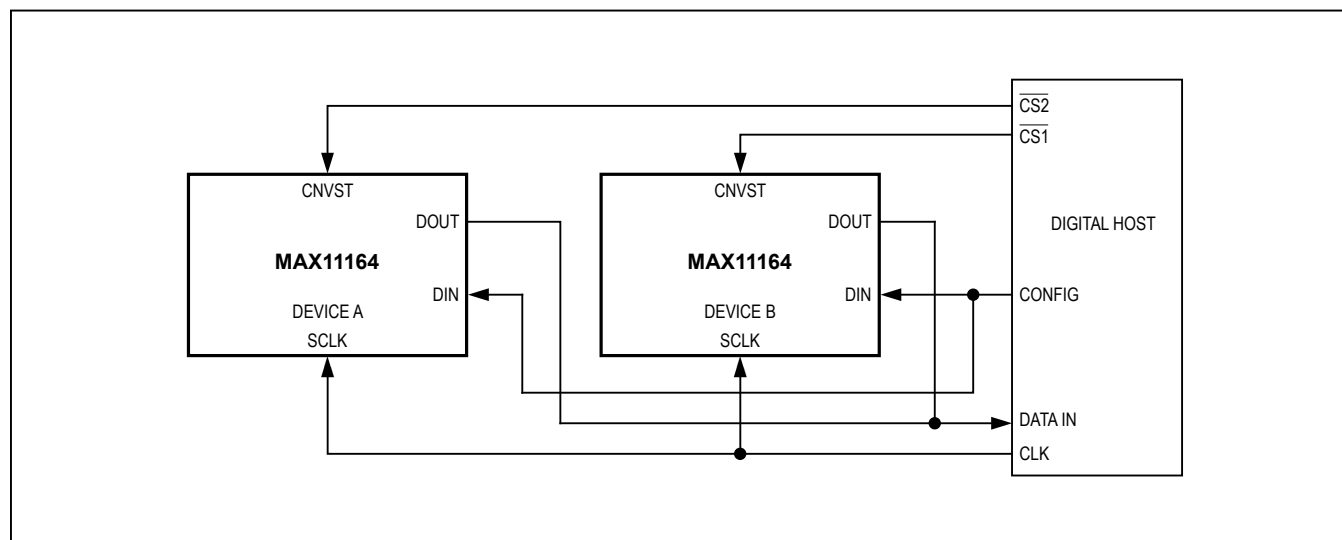 CS2
CS1
CNVST
DOUT
MAX11164
DIN
DEVICE A
SCLK
CNVST
DOUT
MAX11164
DIN
DEVICE B
SCLK
DIGITAL HOST
CONFIG
DATA IN
CLK